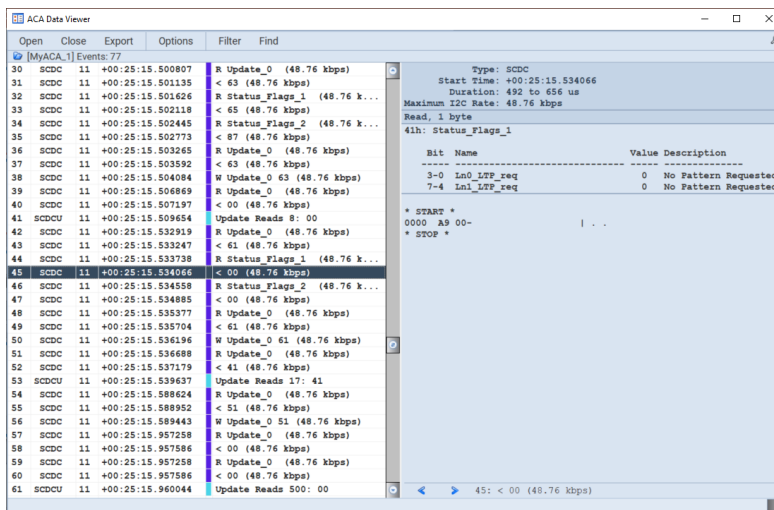 ACA Data Viewer
Open Close Export Options Filter Find
[MyACA_1] Events: 77
30 SCDC 11 +00:25:15.500807 R Update_0 (48.76 kbps)
31 SCDC 11 +00:25:15.501135 < 63 (48.76 kbps)
32 SCDC 11 +00:25:15.501626 R Status_Flags_1 (48.76 k...
33 SCDC 11 +00:25:15.502118 < 65 (48.76 kbps)
34 SCDC 11 +00:25:15.502445 R Status_Flags_2 (48.76 k...
35 SCDC 11 +00:25:15.502773 < 87 (48.76 kbps)
36 SCDC 11 +00:25:15.503265 R Update_0 (48.76 kbps)
37 SCDC 11 +00:25:15.503592 < 63 (48.76 kbps)
38 SCDC 11 +00:25:15.504084 W Update_0 63 (48.76 kbps)
39 SCDC 11 +00:25:15.506869 R Update_0 (48.76 kbps)
40 SCDC 11 +00:25:15.507197 < 00 (48.76 kbps)
41 SCDCU 11 +00:25:15.509654 Update Reads 8: 00
42 SCDC 11 +00:25:15.532919 R Update_0 (48.76 kbps)
43 SCDC 11 +00:25:15.533247 < 61 (48.76 kbps)
44 SCDC 11 +00:25:15.533738 R Status_Flags_1 (48.76 k...
45 SCDC 11 +00:25:15.534066 < 00 (48.76 kbps)
46 SCDC 11 +00:25:15.534558 R Status_Flags_2 (48.76 k...
47 SCDC 11 +00:25:15.534885 < 00 (48.76 kbps)
48 SCDC 11 +00:25:15.535377 R Update_0 (48.76 kbps)
49 SCDC 11 +00:25:15.535704 < 61 (48.76 kbps)
50 SCDC 11 +00:25:15.536196 W Update_0 61 (48.76 kbps)
51 SCDC 11 +00:25:15.536688 R Update_0 (48.76 kbps)
52 SCDC 11 +00:25:15.537179 < 41 (48.76 kbps)
53 SCDCU 11 +00:25:15.539637 Update Reads 17: 41
54 SCDC 11 +00:25:15.588624 R Update_0 (48.76 kbps)
55 SCDC 11 +00:25:15.588952 < 51 (48.76 kbps)
56 SCDC 11 +00:25:15.589443 W Update_0 51 (48.76 kbps)
57 SCDC 11 +00:25:15.957258 R Update_0 (48.76 kbps)
58 SCDC 11 +00:25:15.957586 < 00 (48.76 kbps)
59 SCDC 11 +00:25:15.957258 R Update_0 (48.76 kbps)
60 SCDC 11 +00:25:15.957586 < 00 (48.76 kbps)
61 SCDCU 11 +00:25:15.960044 Update Reads 500: 00
Type: SCDC
Start Time: +00:25:15.534066
Duration: 492 to 656 us
Maximum I2C Rate: 48.76 kbps
Read, 1 byte
41h: Status_Flags_1
Bit Name Value Description
----- ------------------------------ ----- --------------
3-0 Ln0_LTP_req 0 No Pattern Requested
7-4 Ln1_LTP_req 0 No Pattern Requested
* START *
0000 A9 00- | . .
* STOP *
45: < 00 (48.76 kbps)